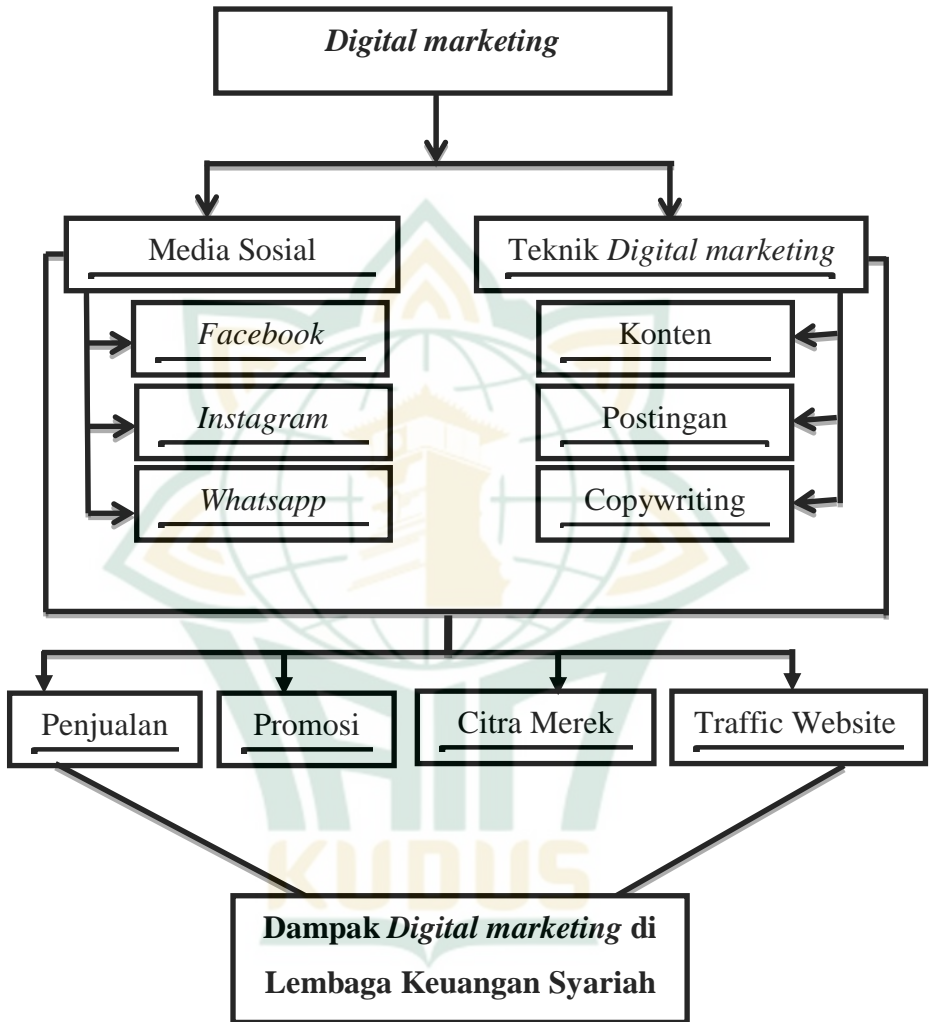 Digital marketing
Media Sosial
Teknik Digital marketing
Facebook
Konten
Instagram
Postingan
Whatsapp
Copywriting
Penjualan
Promosi
Citra Merek
Traffic Website
KUDUS
Dampak Digital marketing di
Lembaga Keuangan Syariah